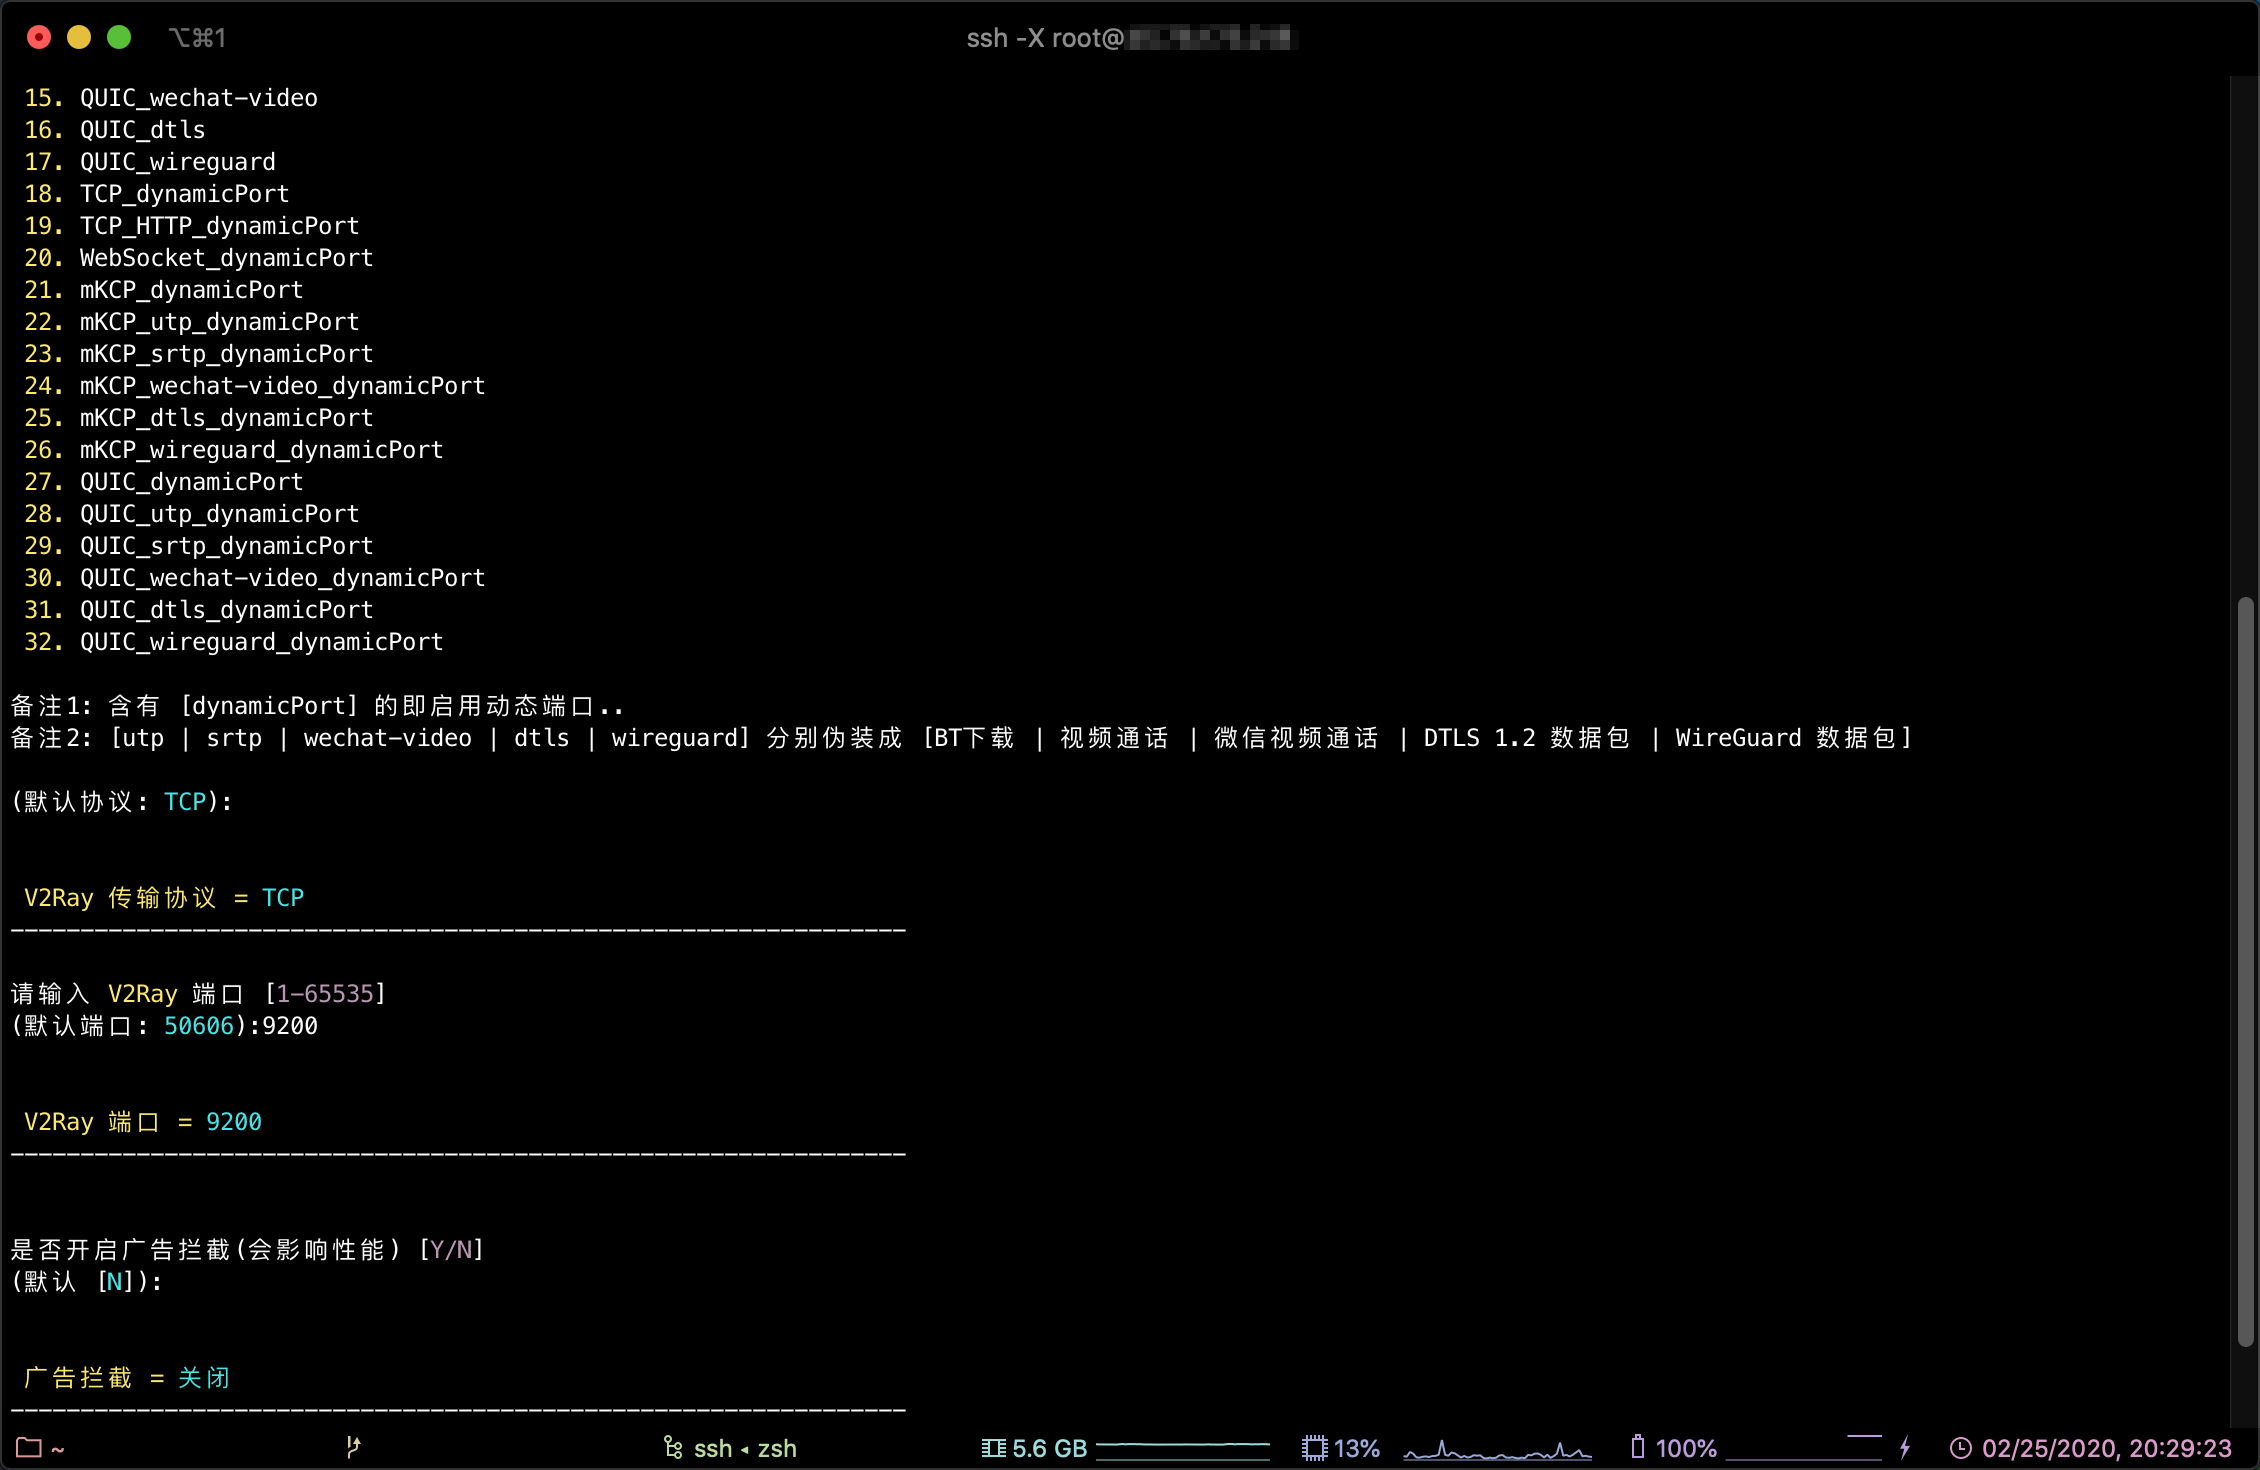 ⌥⌘1
ssh -X root@
15. QUIC_wechat-video
16. QUIC_dtls
17. QUIC_wireguard
18. TCP_dynamicPort
19. TCP_HTTP_dynamicPort
20. WebSocket_dynamicPort
21. mKCP_dynamicPort
22. mKCP_utp_dynamicPort
23. mKCP_srtp_dynamicPort
24. mKCP_wechat-video_dynamicPort
25. mKCP_dtls_dynamicPort
26. mKCP_wireguard_dynamicPort
27. QUIC_dynamicPort
28. QUIC_utp_dynamicPort
29. QUIC_srtp_dynamicPort
30. QUIC_wechat-video_dynamicPort
31. QUIC_dtls_dynamicPort
32. QUIC_wireguard_dynamicPort
备注1: 含有 [dynamicPort] 的即启用动态端口..
备注2: [utp | srtp | wechat-video | dtls | wireguard] 分别伪装成 [BT下载 | 视频通话 | 微信视频通话 | DTLS 1.2 数据包 | WireGuard 数据包]
(默认协议: TCP):
V2Ray 传输协议 = TCP
----------------------------------------------------------------
请输入 V2Ray 端口 [1-65535]
(默认端口: 50606):9200
V2Ray 端口 = 9200
----------------------------------------------------------------
是否开启广告拦截(会影响性能) [Y/N]
(默认 [N]):
广告拦截 = 关闭
----------------------------------------------------------------
~ ssh ◂ zsh 5.6 GB 13% 100% 02/25/2020, 20:29:23